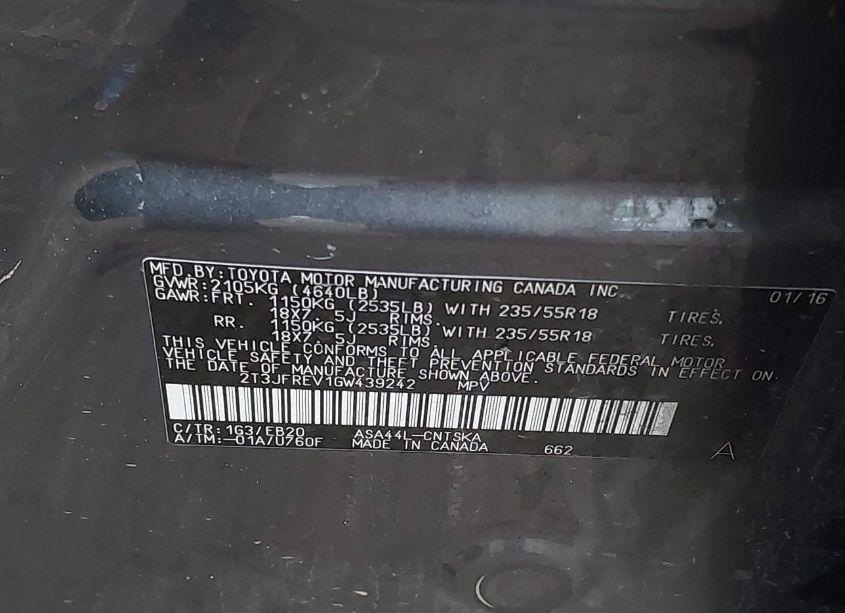 MFD.BY:TOYOTA MOTOR MANUFACTURING CANADA INC. 01/16
GVWR:2105KG (4640LB)
GAWR:FRT. 1150KG (2535LB) WITH 235/55R18 TIRES,
18X7.5J RIMS.
RR. 1150KG (2535LB) WITH 235/55R18 TIRES,
18X7.5J RIMS.
THIS VEHICLE CONFORMS TO ALL APPLICABLE FEDERAL MOTOR
VEHICLE SAFETY AND THEFT PREVENTION STANDARDS IN EFFECT ON
THE DATE OF MANUFACTURE SHOWN ABOVE.
2T3JFREV1GW439242 MPV
C/TR:1G3/EB20 ASA44L-CNTSKA
A/TM:-01A/U760F MADE IN CANADA 662 A